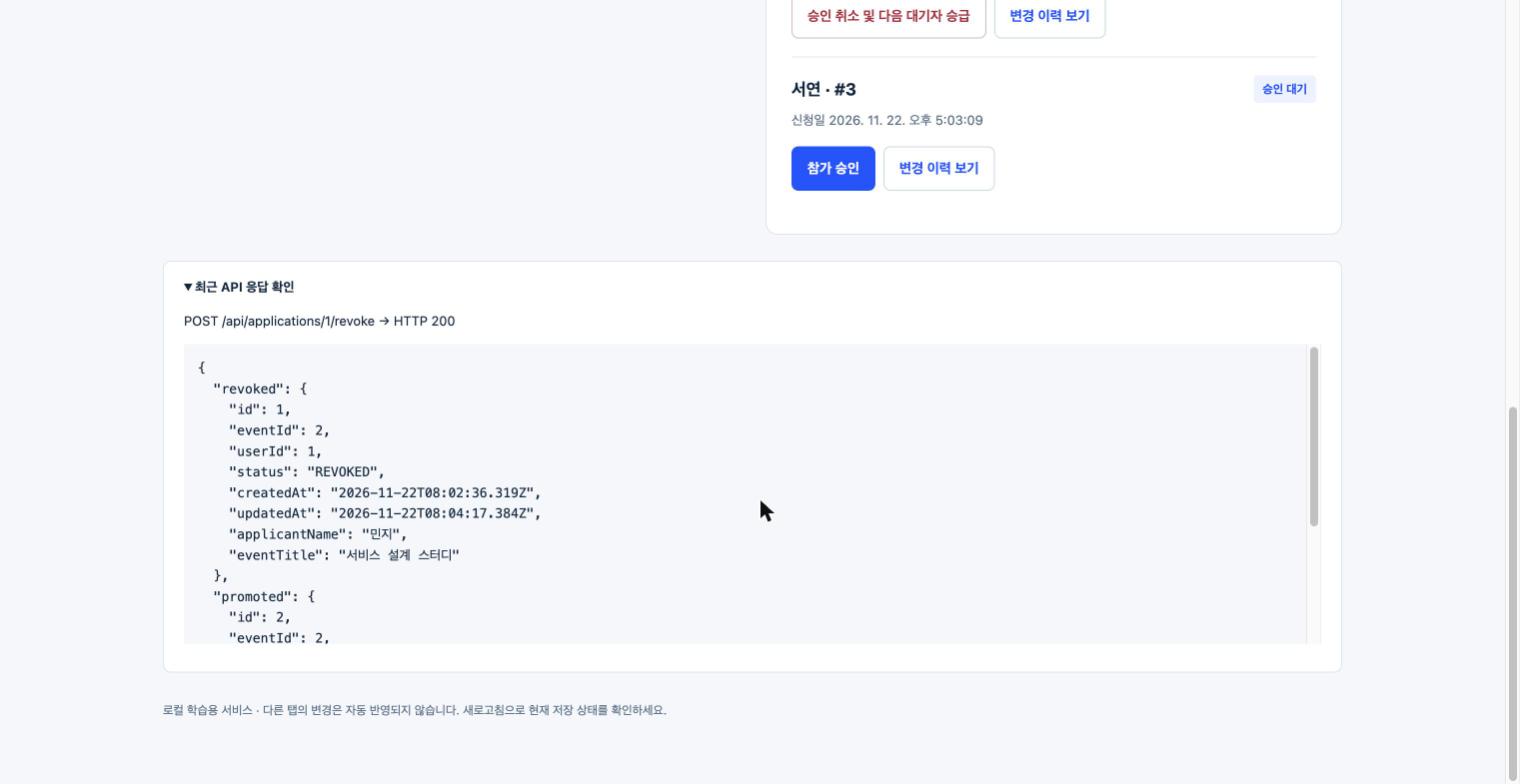 승인 취소 및 다음 대기자 승급 변경 이력 보기
서연 · #3 승인 대기
신청일 2026. 11. 22. 오후 5:03:09
참가 승인 변경 이력 보기
▼ 최근 API 응답 확인
POST /api/applications/1/revoke → HTTP 200
{
  "revoked": {
    "id": 1,
    "eventId": 2,
    "userId": 1,
    "status": "REVOKED",
    "createdAt": "2026-11-22T08:02:36.319Z",
    "updatedAt": "2026-11-22T08:04:17.384Z",
    "applicantName": "민지",
    "eventTitle": "서비스 설계 스터디"
  },
  "promoted": {
    "id": 2,
    "eventId": 2,
로컬 학습용 서비스 · 다른 탭의 변경은 자동 반영되지 않습니다. 새로고침으로 현재 저장 상태를 확인하세요.